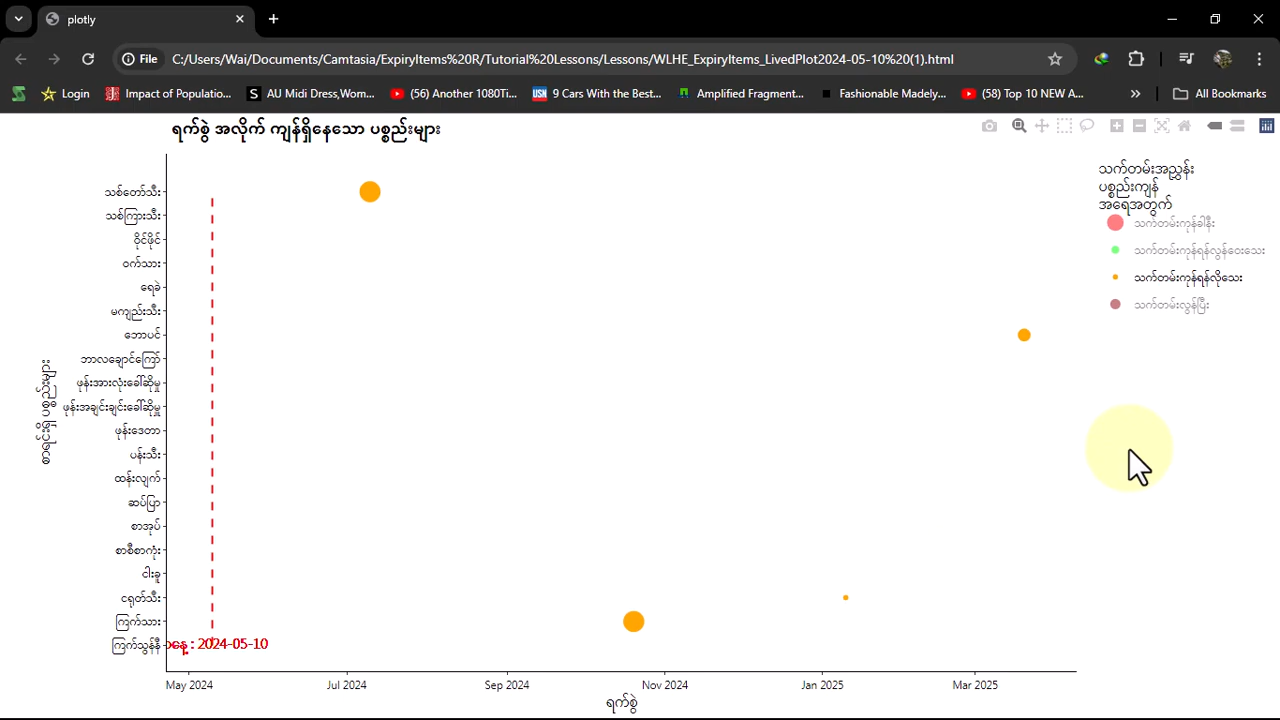 plotly
File
C:/Users/Wai/Documents/Camtasia/ExpiryItems%20R/Tutorial%20Lessons/Lessons/WLHE_ExpiryItems_LivedPlot2024-05-10%20(1).html
Login
Impact of Populatio...
AU Midi Dress,Wom...
(56) Another 1080Ti...
9 Cars With the Best...
Amplified Fragment...
Fashionable Madely...
(58) Top 10 NEW A...
All Bookmarks
ရက်စွဲ အလိုက် ကျန်ရှိနေသော ပစ္စည်းများ
စာရင်းရှိ ပစ္စည်းများ
သစ်တော်သီး
သစ်ကြားသီး
ဝိုင်ဖိုင်
ဝက်သား
ရေခဲ
မကျည်းသီး
ဘောပင်
ဘာလချောင်ကြော်
ဖုန်းအားလုံးခေါ်ဆိုမှု
ဖုန်းအချင်းချင်းခေါ်ဆိုမှု
ဖုန်းဒေတာ
ပန်းသီး
ထန်းလျက်
ဆပ်ပြာ
စာအုပ်
စာစီစာကုံး
ငါးခူ
ငရုတ်သီး
ကြက်သား
ကြက်သွန်နီ
: 2024-05-10
May 2024
Jul 2024
Sep 2024
Nov 2024
Jan 2025
Mar 2025
ရက်စွဲ
သက်တမ်းအညွှန်း
ပစ္စည်းကျန်
အရေအတွက်
သက်တမ်းကုန်ခါနီး
သက်တမ်းကုန်ရန်လွန်ဝေးသေး
သက်တမ်းကုန်ရန်လိုသေး
သက်တမ်းလွန်ပြီး